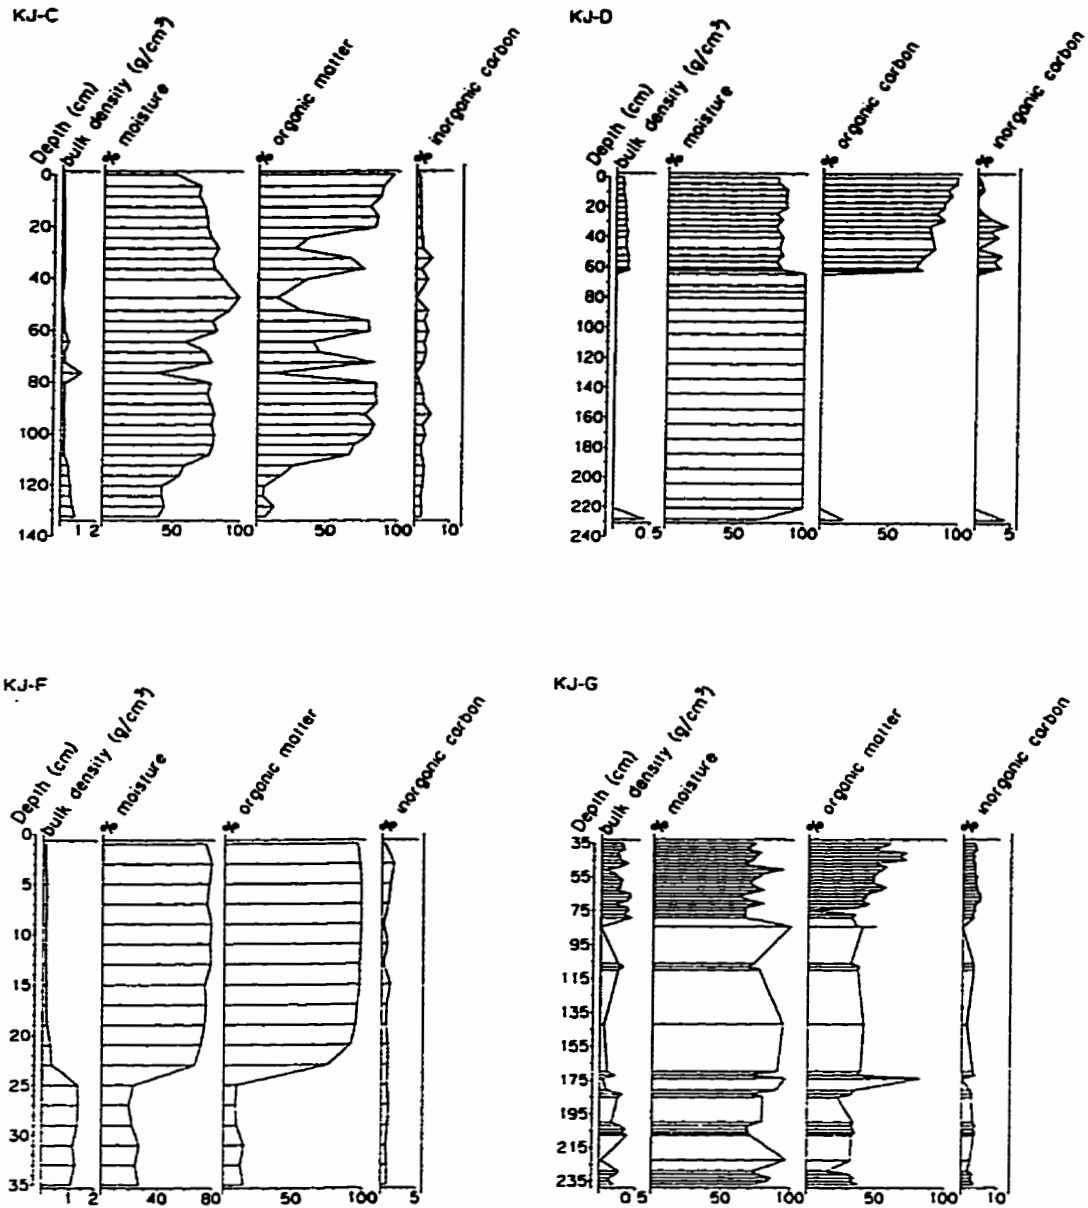 KJ-C
Depth (cm)
bulk density (g/cm³)
% moisture
% organic matter
% inorganic carbon
0
20
40
60
80
100
120
140
1 2
50
100
50
100
10
KJ-D
Depth (cm)
bulk density (g/cm³)
% moisture
% organic carbon
% inorganic carbon
0
20
40
60
80
100
120
140
160
180
200
220
240
0.5
50
100
50
100
5
KJ-F
Depth (cm)
bulk density (g/cm³)
% moisture
% organic matter
% inorganic carbon
0
5
10
15
20
25
30
35
1 2
40 80
50
100
5
KJ-G
Depth (cm)
bulk density (g/cm³)
% moisture
% organic matter
% inorganic carbon
35
55
75
95
115
135
155
175
195
215
235
0.5
50
100
50
100
10